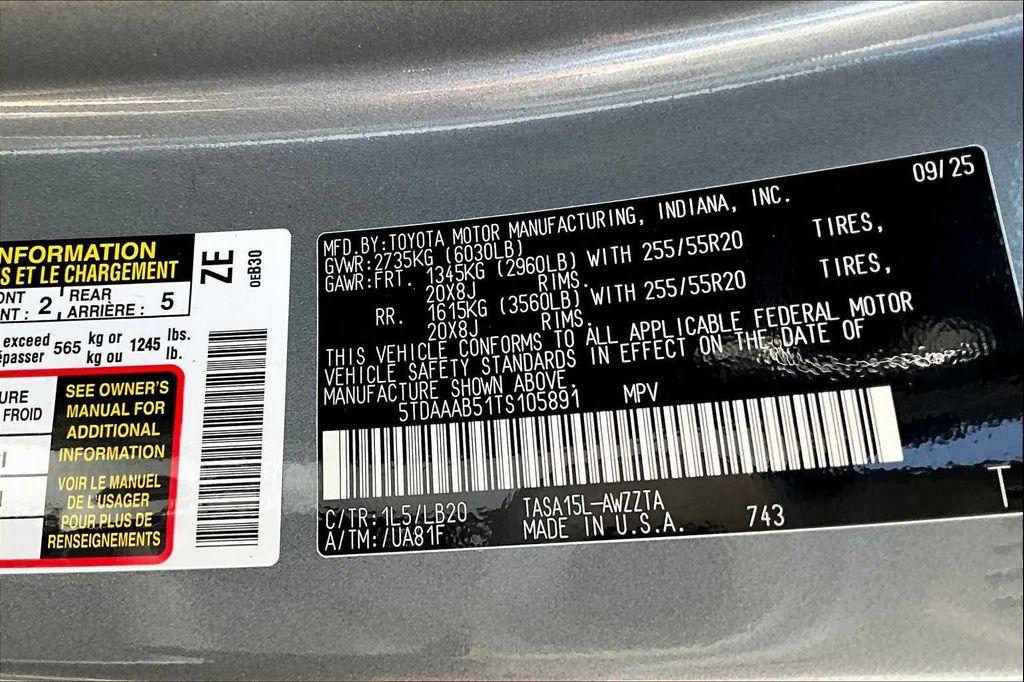 INFORMATION
S ET LE CHARGEMENT
ONT : 2 REAR ARRIÈRE : 5
exceed 565 kg or 1245 lbs.
épasser kg ou lb.
URE
FROID
SEE OWNER'S
MANUAL FOR
ADDITIONAL
INFORMATION
VOIR LE MANUEL
DE L'USAGER
POUR PLUS DE
RENSEIGNEMENTS
ZE
0EB30
09/25
MFD.BY:TOYOTA MOTOR MANUFACTURING, INDIANA, INC.
GVWR:2735KG (6030LB)
GAWR:FRT. 1345KG (2960LB) WITH 255/55R20 TIRES,
20X8J RIMS.
RR. 1615KG (3560LB) WITH 255/55R20 TIRES,
20X8J RIMS.
THIS VEHICLE CONFORMS TO ALL APPLICABLE FEDERAL MOTOR
VEHICLE SAFETY STANDARDS IN EFFECT ON THE DATE OF
MANUFACTURE SHOWN ABOVE.
5TDAAAB51TS105891 MPV
C/TR:1L5/LB20 TASA15L-AWZZTA
A/TM:/UA81F MADE IN U.S.A. 743
T